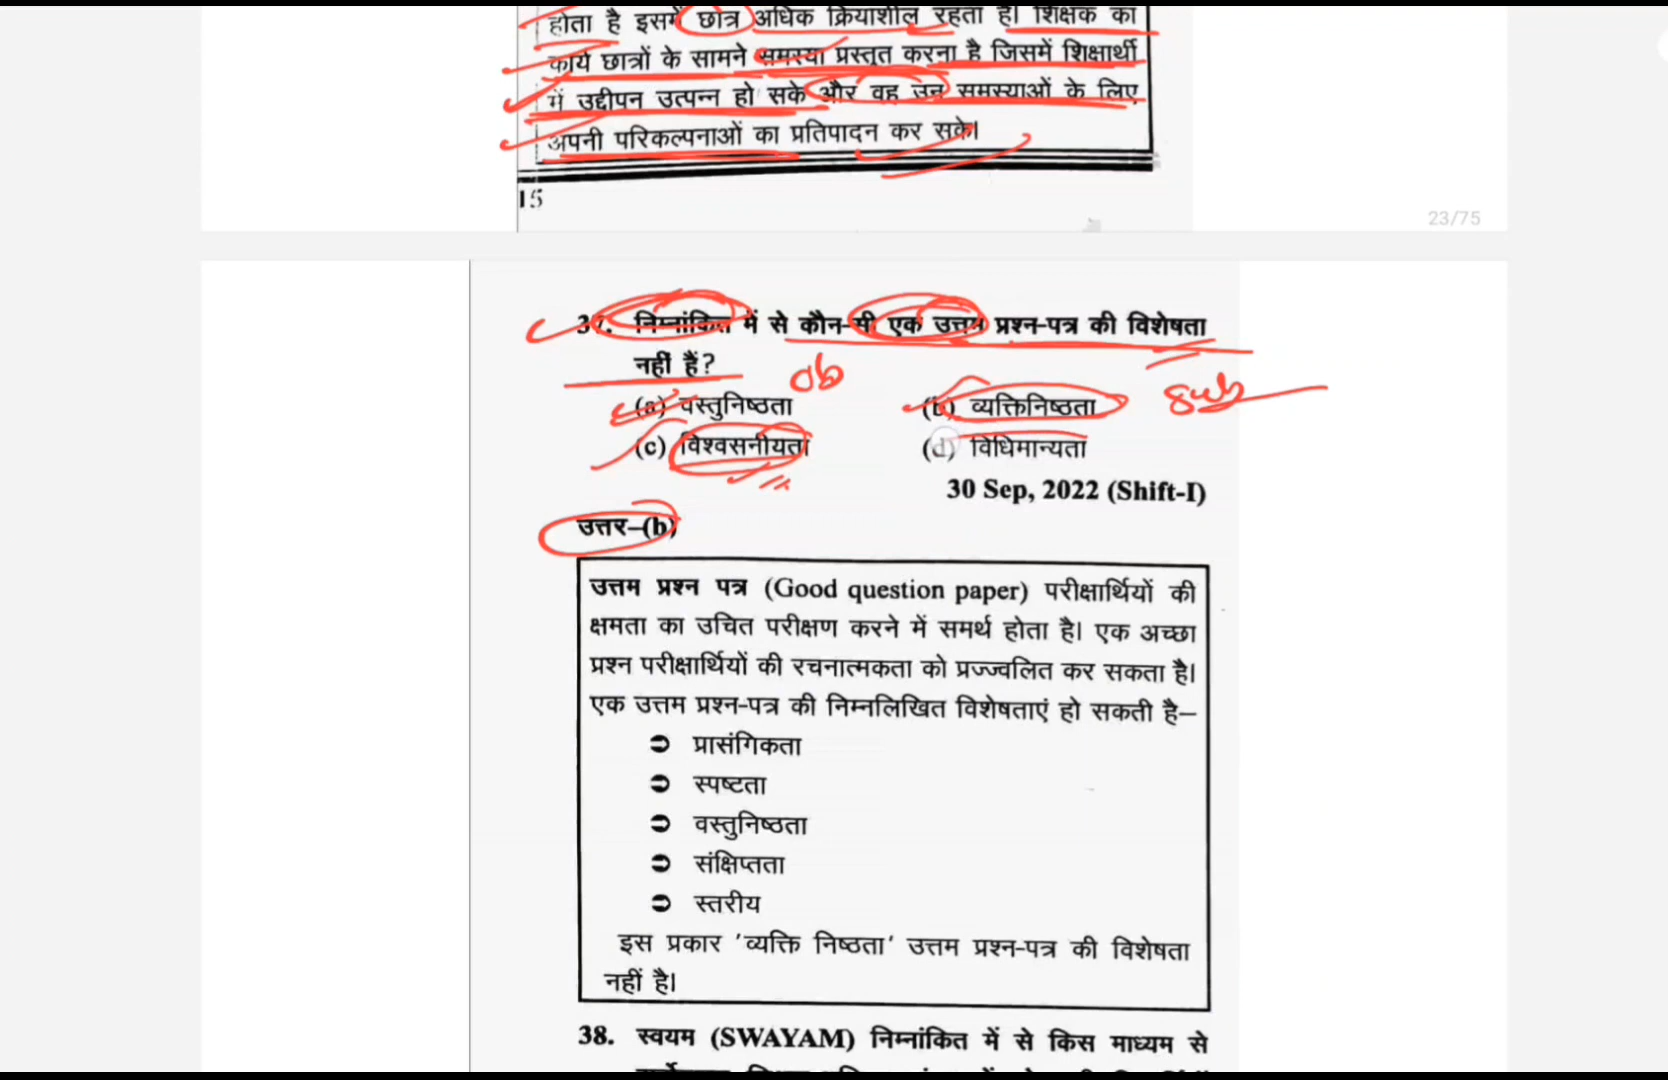 होता है इसमें छात्र अधिक क्रियाशील रहता है। शिक्षक का
कार्य छात्रों के सामने समस्या प्रस्तुत करना है जिसमें शिक्षार्थी
में उद्दीपन उत्पन्न हो सके और वह उन समस्याओं के लिए
अपनी परिकल्पनाओं का प्रतिपादन कर सके।
15
23/75
37. निम्नांकित में से कौन-सी एक उत्तम प्रश्न-पत्र की विशेषता
नहीं हैं?
ob
(a) वस्तुनिष्ठता (b) व्यक्तिनिष्ठता sub
(c) विश्वसनीयता (d) विधिमान्यता
30 Sep, 2022 (Shift-I)
उत्तर–(b)
उत्तम प्रश्न पत्र (Good question paper) परीक्षार्थियों की
क्षमता का उचित परीक्षण करने में समर्थ होता है। एक अच्छा
प्रश्न परीक्षार्थियों की रचनात्मकता को प्रज्ज्वलित कर सकता है।
एक उत्तम प्रश्न-पत्र की निम्नलिखित विशेषताएं हो सकती है–
➲ प्रासंगिकता
➲ स्पष्टता
➲ वस्तुनिष्ठता
➲ संक्षिप्तता
➲ स्तरीय
इस प्रकार 'व्यक्ति निष्ठता' उत्तम प्रश्न-पत्र की विशेषता
नहीं है।
38. स्वयम (SWAYAM) निम्नांकित में से किस माध्यम से